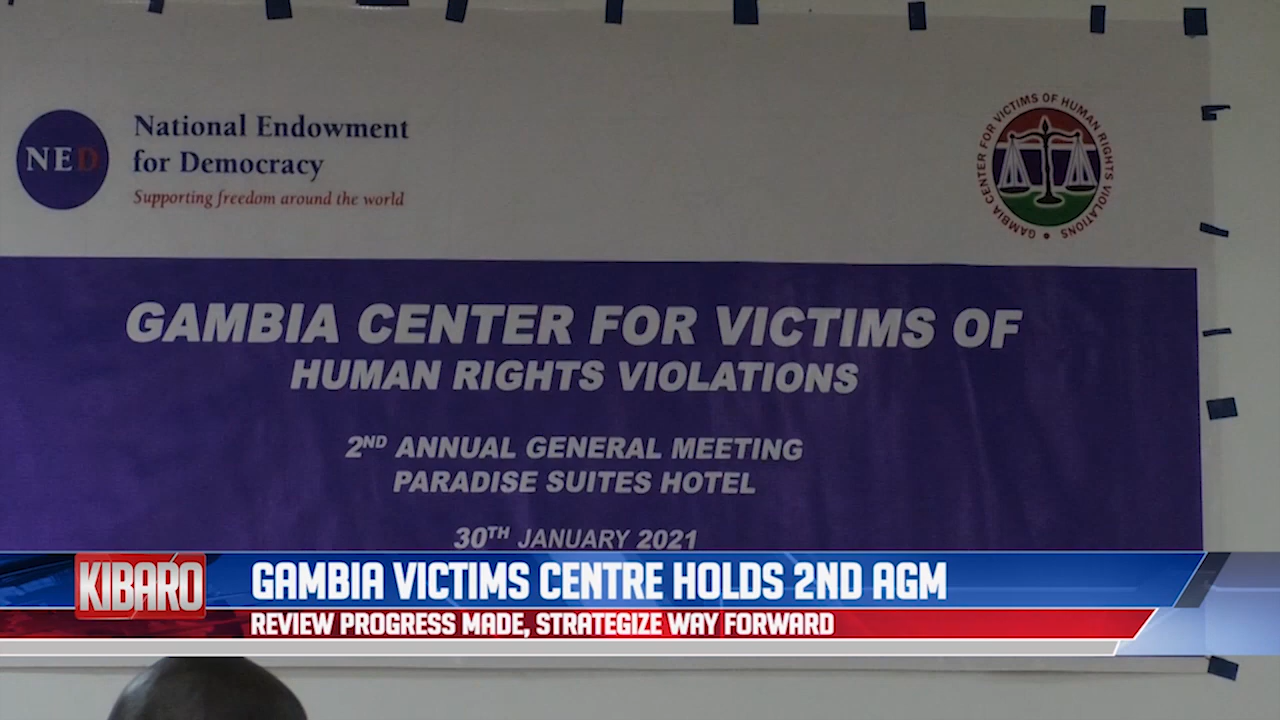 NED
National Endowment
for Democracy
Supporting freedom around the world
GAMBIA CENTER FOR VICTIMS OF HUMAN RIGHTS VIOLATIONS
GAMBIA CENTER FOR VICTIMS OF
HUMAN RIGHTS VIOLATIONS
2ND ANNUAL GENERAL MEETING
PARADISE SUITES HOTEL
30TH JANUARY 2021
KIBARO
GAMBIA VICTIMS CENTRE HOLDS 2ND AGM
REVIEW PROGRESS MADE, STRATEGIZE WAY FORWARD